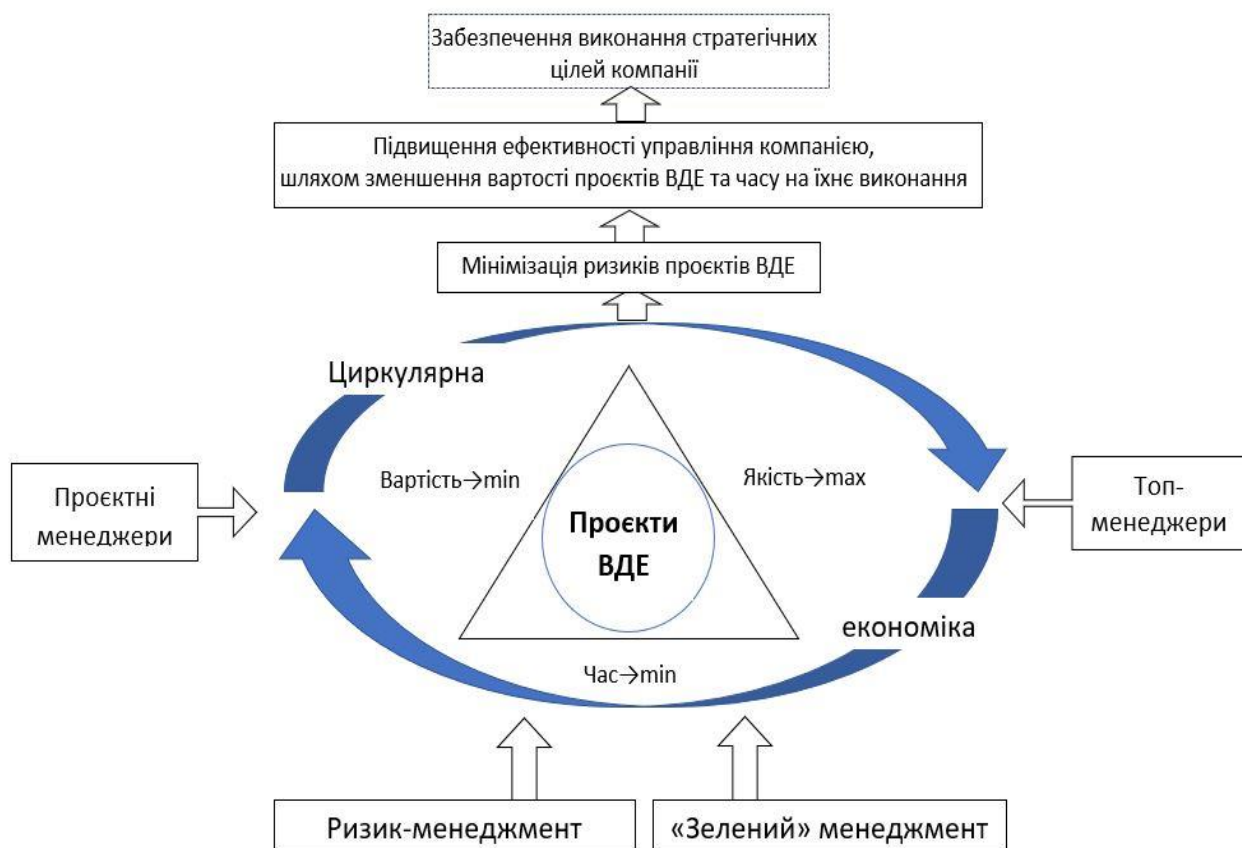 Забезпечення виконання стратегічних
цілей компанії
Підвищення ефективності управління компанією,
шляхом зменшення вартості проєктів ВДЕ та часу на їхнє виконання
Мінімізація ризиків проєктів ВДЕ
Циркулярна
Вартість→min
Якість→max
Проєктні
менеджери
Проєкти
ВДЕ
Топ-
менеджери
економіка
Час→min
Ризик-менеджмент
«Зелений» менеджмент